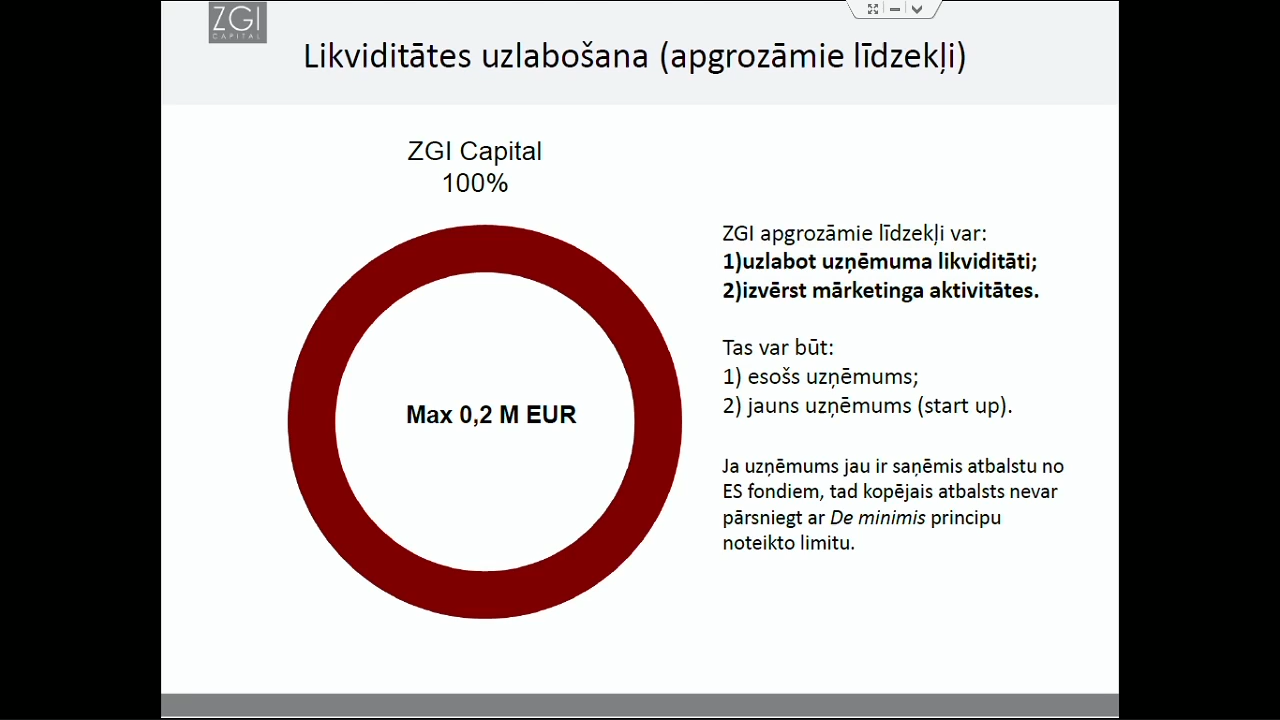 ZGI
CAPITAL
Likviditātes uzlabošana (apgrozāmie līdzekļi)
ZGI Capital
100%
Max 0,2 M EUR
ZGI apgrozāmie līdzekļi var:
1)uzlabot uzņēmuma likviditāti;
2)izvērst mārketinga aktivitātes.
Tas var būt:
1) esošs uzņēmums;
2) jauns uzņēmums (start up).
Ja uzņēmums jau ir saņēmis atbalstu no
ES fondiem, tad kopējais atbalsts nevar
pārsniegt ar De minimis principu
noteikto limitu.